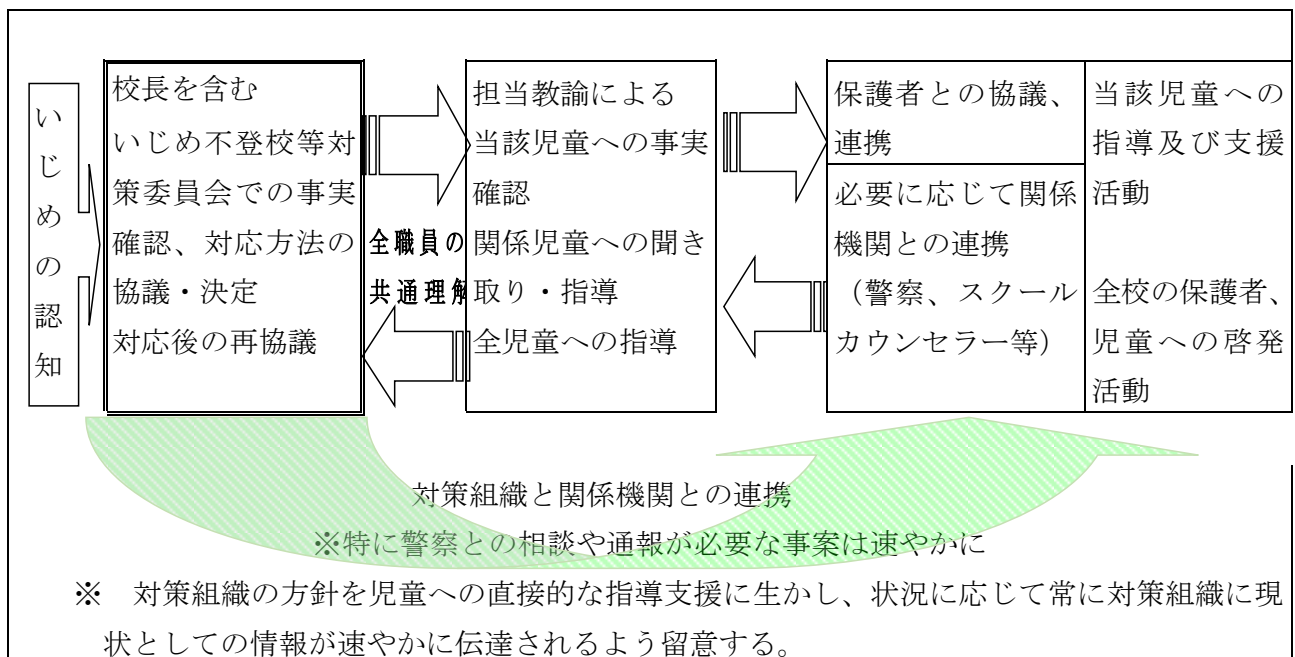 いじめの認知
校長を含む
いじめ不登校等対
策委員会での事実
確認、対応方法の
協議・決定
対応後の再協議
全職員の
共通理解
担当教諭による
当該児童への事実
確認
関係児童への聞き
取り・指導
全児童への指導
保護者との協議、
連携
必要に応じて関係
機関との連携
(警察、スクール
カウンセラー等)
当該児童への
指導及び支援
活動
全校の保護者、
児童への啓発
活動
対策組織と関係機関との連携
※特に警察との相談や通報が必要な事案は速やかに
※ 対策組織の方針を児童への直接的な指導支援に生かし、状況に応じて常に対策組織に現
状としての情報が速やかに伝達されるよう留意する。